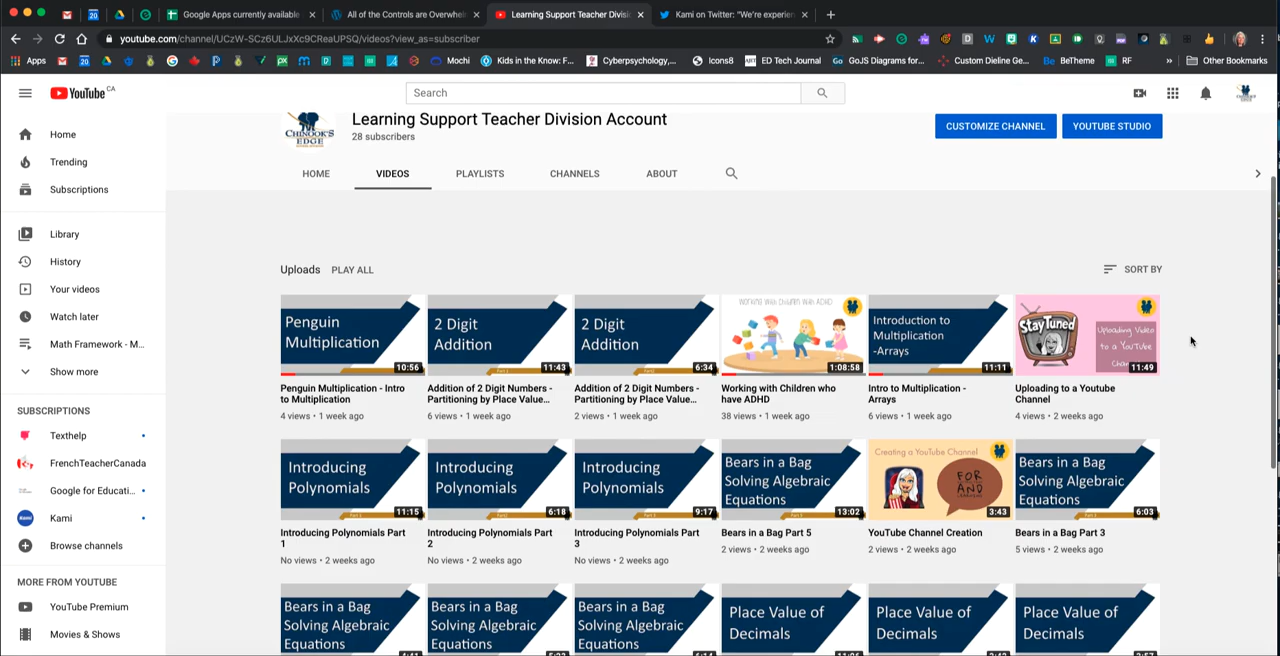 Google Apps currently available
All of the Controls are Overwhel
Learning Support Teacher Divisi
Kami on Twitter: "We're experien
youtube.com/channel/UCzW-SCz6ULJxXc9CReaUPSQ/videos?view_as=subscriber
Apps
Mochi
Kids in the Know: F...
Cyberpsychology,...
Icons8
ED Tech Journal
GoJS Diagrams for...
Custom Dieline Ge...
BeTheme
RF
Other Bookmarks
YouTube CA
Search
Home
Trending
Subscriptions
Library
History
Your videos
Watch later
Math Framework - M...
Show more
SUBSCRIPTIONS
Texthelp
FrenchTeacherCanada
Google for Educati...
Kami
Browse channels
MORE FROM YOUTUBE
YouTube Premium
Movies & Shows
CHINOOK'S
EDGE
Learning Support Teacher Division Account
28 subscribers
CUSTOMIZE CHANNEL
YOUTUBE STUDIO
HOME
VIDEOS
PLAYLISTS
CHANNELS
ABOUT
Uploads
PLAY ALL
SORT BY
Penguin
Multiplication
10:56
2 Digit
Addition
11:43
2 Digit
Addition
6:34
Working With Children With ADHD
1:08:58
Introduction to
Multiplication
-Arrays
11:11
Stay Tuned
Uploading Video
to a YouTube
Channel
11:49
Penguin Multiplication - Intro
to Multiplication
4 views • 1 week ago
Addition of 2 Digit Numbers -
Partitioning by Place Value...
6 views • 1 week ago
Addition of 2 Digit Numbers -
Partitioning by Place Value...
2 views • 1 week ago
Working with Children who
have ADHD
38 views • 1 week ago
Intro to Multiplication -
Arrays
6 views • 1 week ago
Uploading to a Youtube
Channel
4 views • 2 weeks ago
Introducing
Polynomials
11:15
Introducing
Polynomials
6:18
Introducing
Polynomials
9:17
Bears in a Bag
Solving Algebraic
Equations
13:02
Creating a YouTube Channel
FOR
AND
LEARNING
3:43
Bears in a Bag
Solving Algebraic
Equations
6:03
Introducing Polynomials Part
1
No views • 2 weeks ago
Introducing Polynomials Part
2
No views • 2 weeks ago
Introducing Polynomials Part
3
No views • 2 weeks ago
Bears in a Bag Part 5
2 views • 2 weeks ago
YouTube Channel Creation
2 views • 2 weeks ago
Bears in a Bag Part 3
5 views • 2 weeks ago
Bears in a Bag
Solving Algebraic
Equations
Bears in a Bag
Solving Algebraic
Equations
Bears in a Bag
Solving Algebraic
Equations
Place Value of
Decimals
Place Value of
Decimals
Place Value of
Decimals